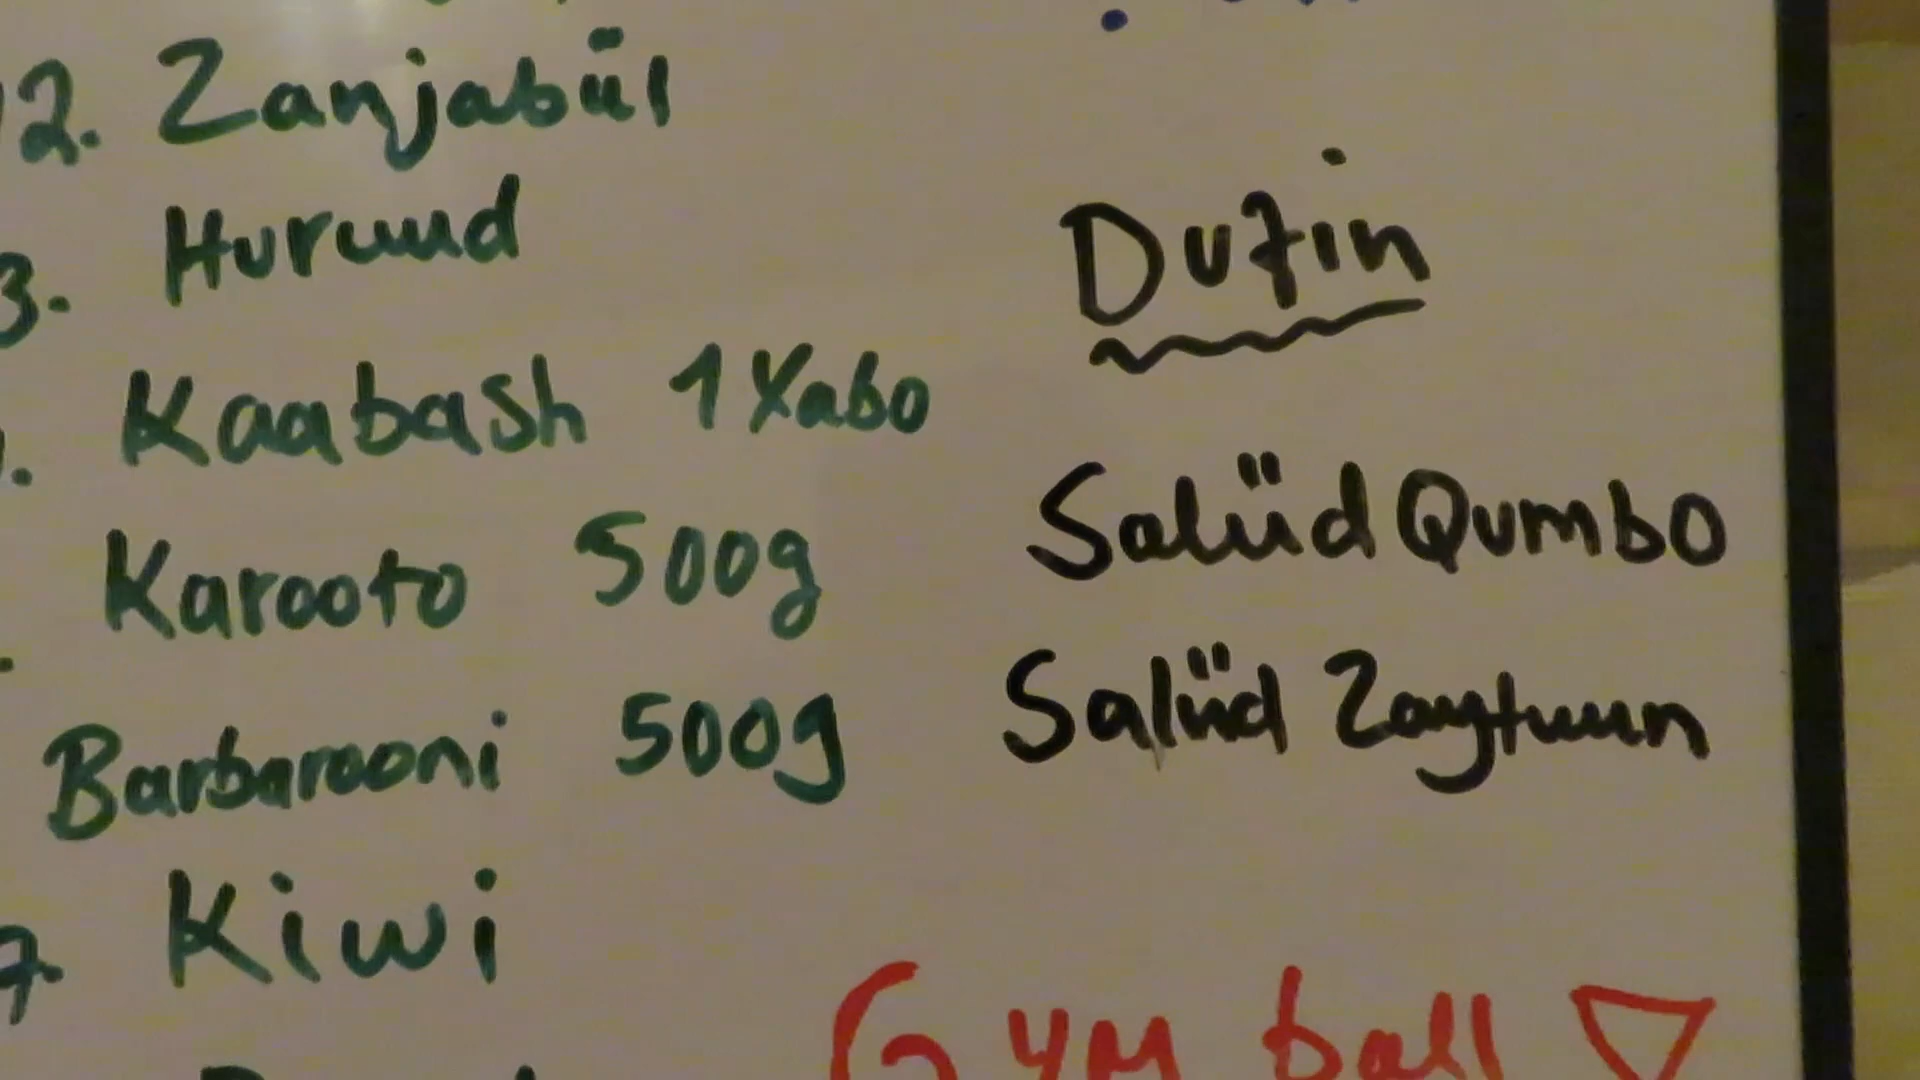 12. Zanjabiil
3. Huruud
Kaabash 1 Xabo
Karooto 500g
Barbarooni 500g
7. Kiwi
Dufin
Saliid Qumbo
Saliid Zaytuun
Gym ball